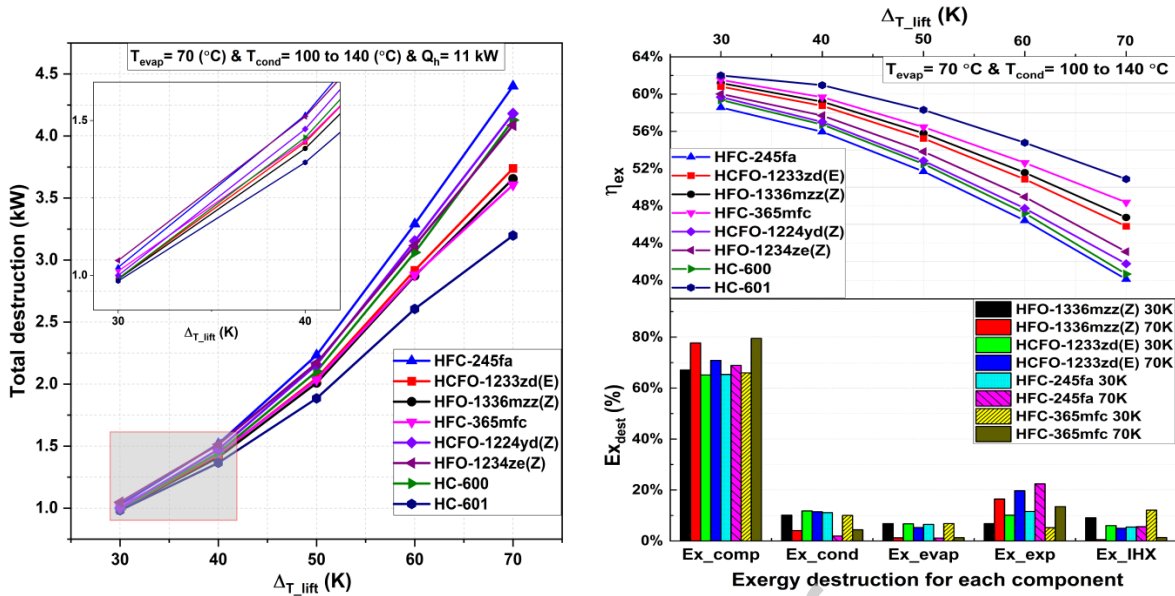 T_evap= 70 (°C) & T_cond= 100 to 140 (°C) & Q_h= 11 kW
Total destruction (kW)
4.5
4.0
3.5
3.0
2.5
2.0
1.5
1.0
1.5
1.0
30
40
Δ_T_lift (K)
HFC-245fa
HCFO-1233zd(E)
HFO-1336mzz(Z)
HFC-365mfc
HCFO-1224yd(Z)
HFO-1234ze(Z)
HC-600
HC-601
30 40 50 60 70
Δ_T_lift (K)
Δ_T_lift (K)
30 40 50 60 70
T_evap= 70 °C & T_cond= 100 to 140 °C
η_ex
64%
60%
56%
52%
48%
44%
40%
HFC-245fa
HCFO-1233zd(E)
HFO-1336mzz(Z)
HFC-365mfc
HCFO-1224yd(Z)
HFO-1234ze(Z)
HC-600
HC-601
Ex_dest (%)
80%
60%
40%
20%
0%
HFO-1336mzz(Z) 30K
HFO-1336mzz(Z) 70K
HCFO-1233zd(E) 30K
HCFO-1233zd(E) 70K
HFC-245fa 30K
HFC-245fa 70K
HFC-365mfc 30K
HFC-365mfc 70K
Ex_comp Ex_cond Ex_evap Ex_exp Ex_IHX
Exergy destruction for each component